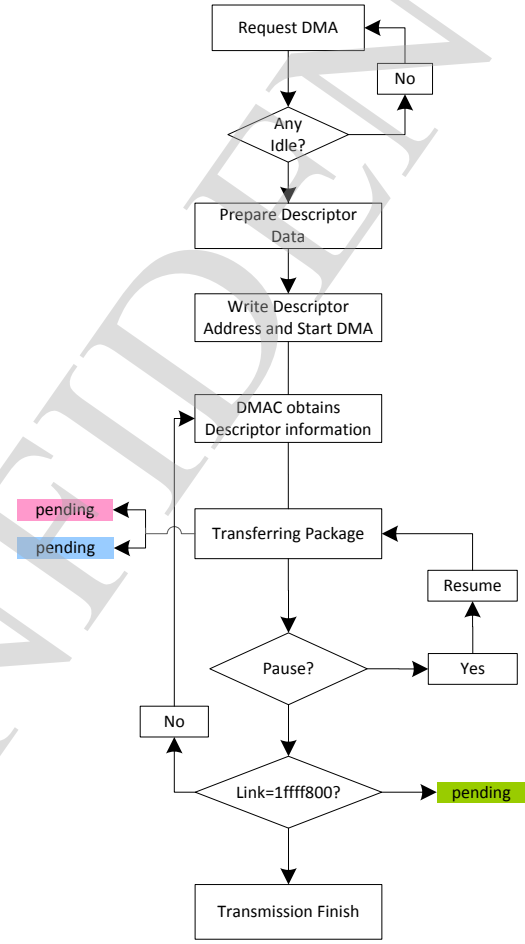 Request DMA
No
Any
Idle?
Prepare Descriptor
Data
Write Descriptor
Address and Start DMA
DMAC obtains
Descriptor information
pending
pending
Transferring Package
Resume
Pause?
Yes
No
Link=1ffff800?
pending
Transmission Finish
NFIDEN